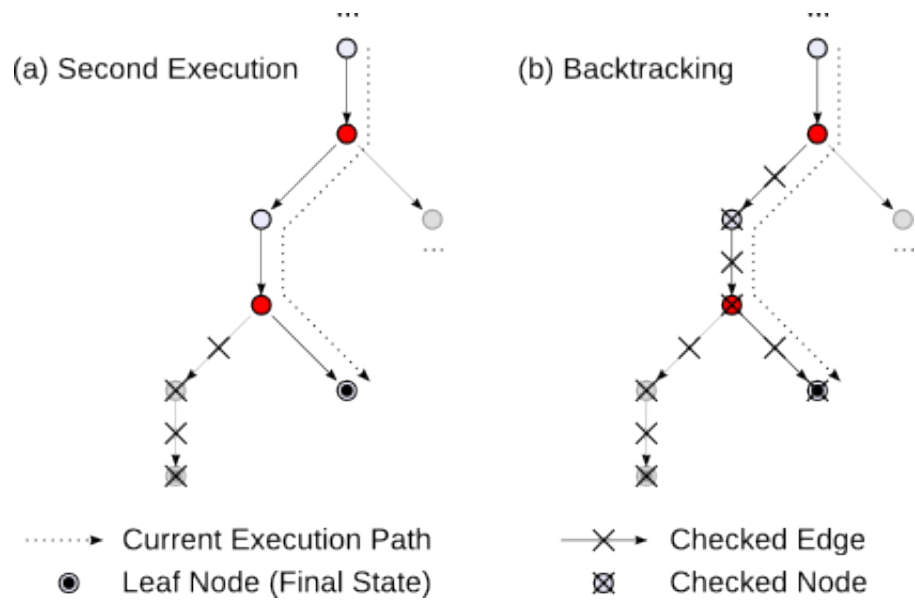 ...
(a) Second Execution
(b) Backtracking
...
...
...
Current Execution Path
Checked Edge
Leaf Node (Final State)
Checked Node